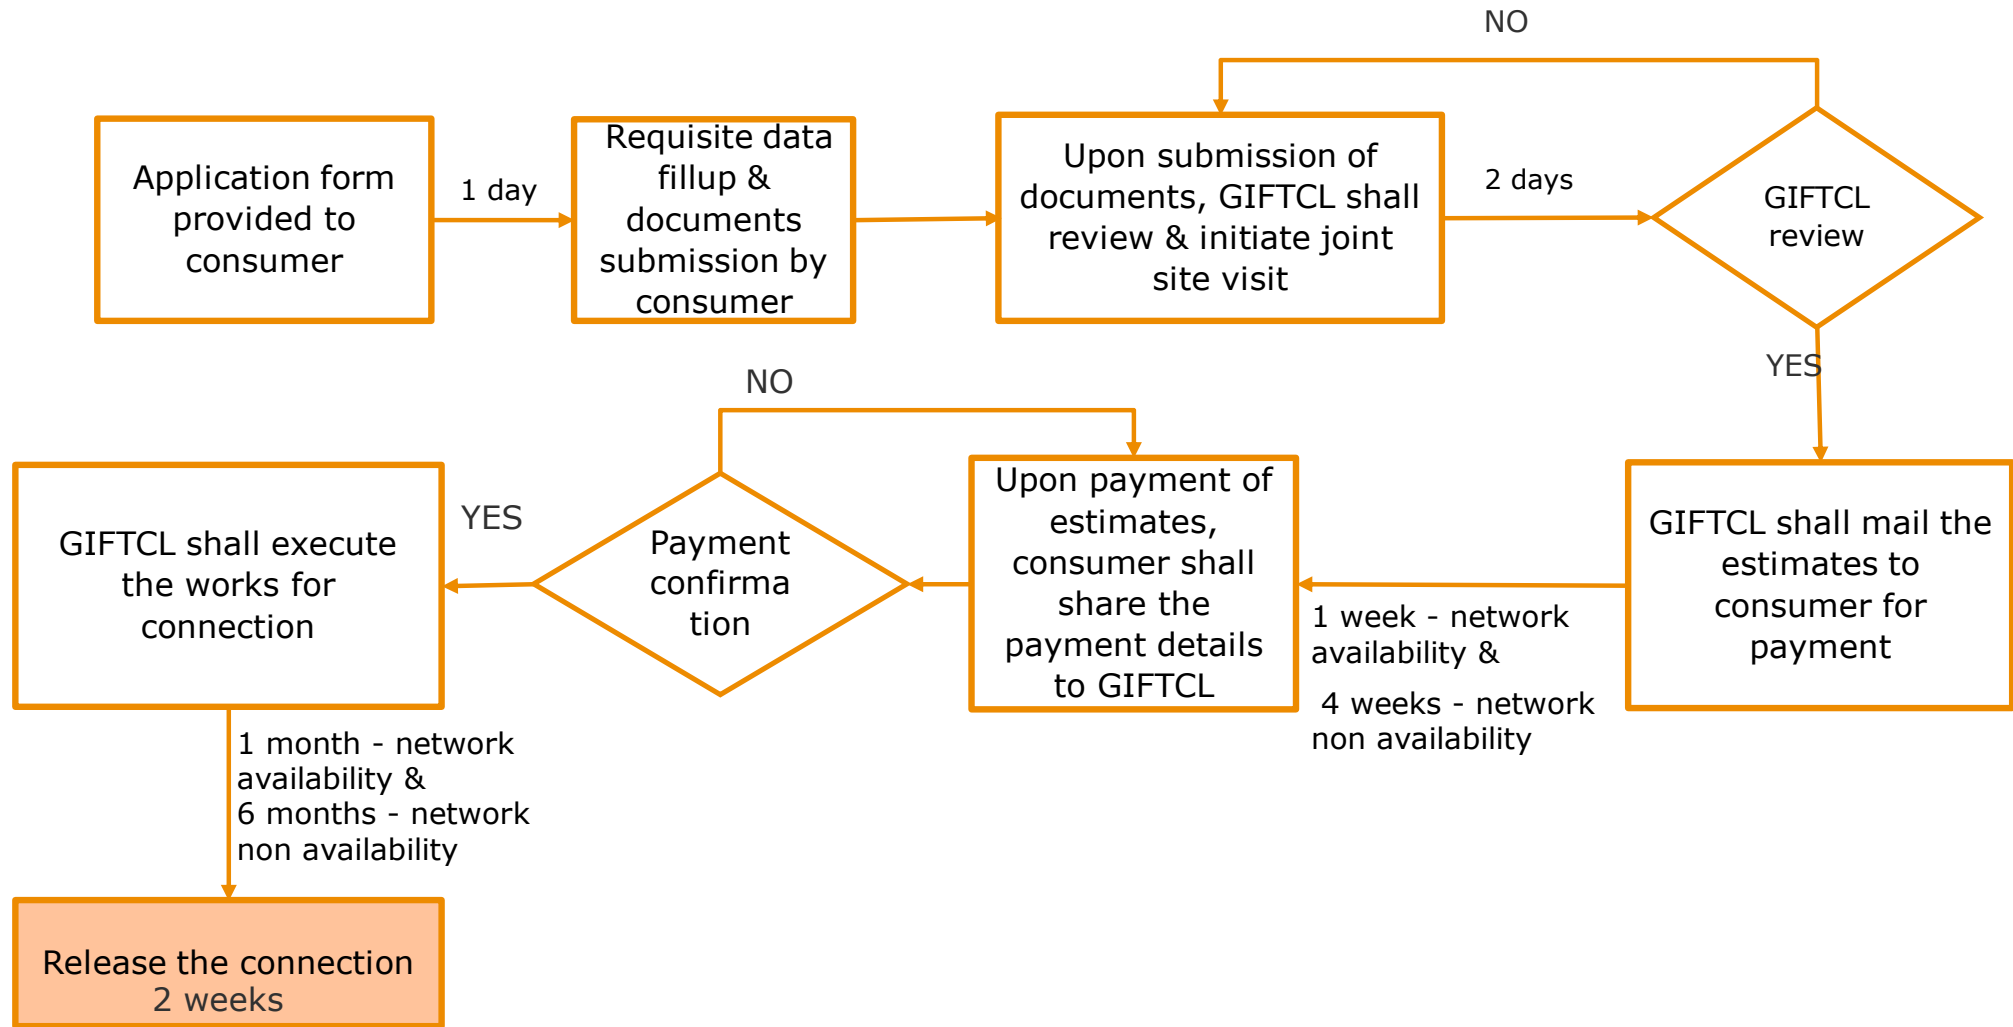 NO
Application form
provided to
consumer
1 day
Requisite data
fillup &
documents
submission by
consumer
Upon submission of
documents, GIFTCL shall
review & initiate joint
site visit
2 days
GIFTCL
review
YES
GIFTCL shall mail the
estimates to
consumer for
payment
1 week - network
availability &
4 weeks - network
non availability
Upon payment of
estimates,
consumer shall
share the
payment details
to GIFTCL
NO
Payment
confirma
tion
YES
GIFTCL shall execute
the works for
connection
1 month - network
availability &
6 months - network
non availability
Release the connection
2 weeks